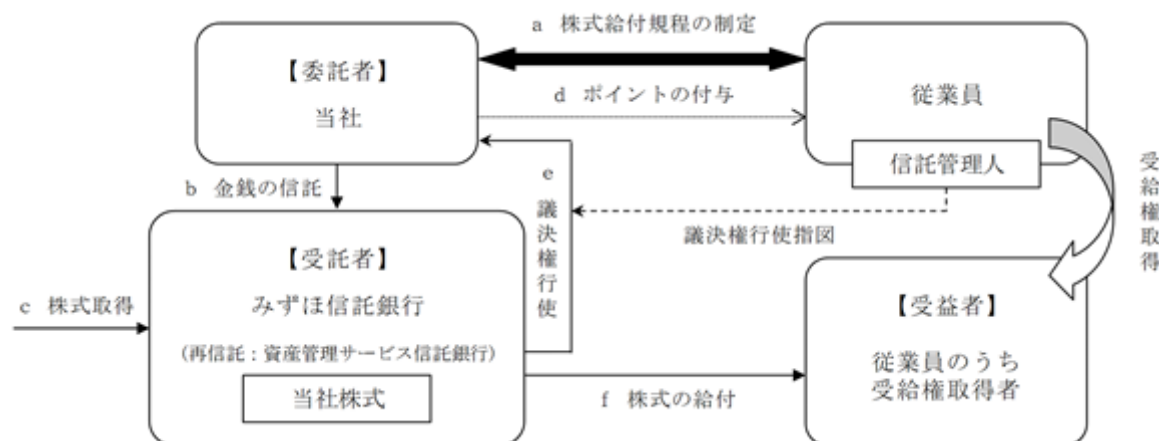 a 株式給付規程の制定
【委託者】
当社
d ポイントの付与
従業員
信託管理人
受給権取得
b 金銭の信託
e 議決権行使
議決権行使指図
【受託者】
みずほ信託銀行
(再信託：資産管理サービス信託銀行)
当社株式
c 株式取得
f 株式の給付
【受益者】
従業員のうち
受給権取得者